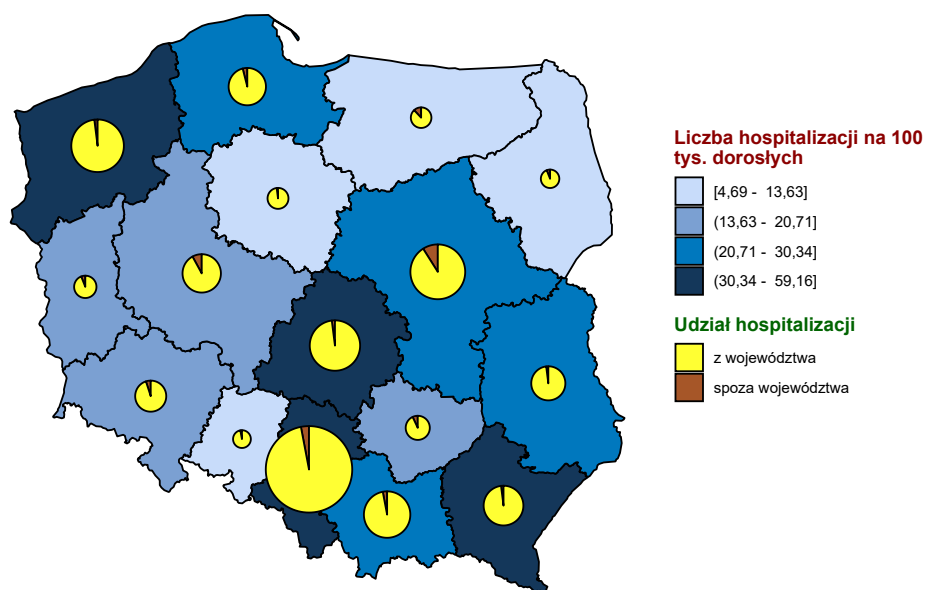 Liczba hospitalizacji na 100
tys. dorosłych
[4,69 - 13,63]
(13,63 - 20,71]
(20,71 - 30,34]
(30,34 - 59,16]
Udział hospitalizacji
z województwa
spoza województwa